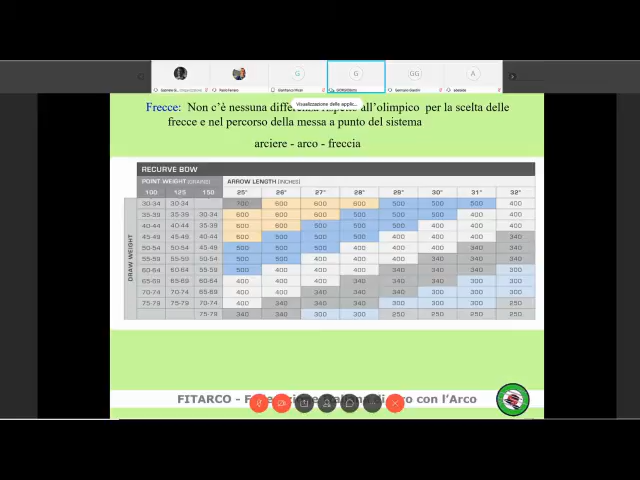 G
G
GG
A
Visualizzazione delle applic...
Frecce: Non c'è nessuna differenza rispetto all'olimpico per la scelta delle
frecce e nel percorso della messa a punto del sistema
arciere - arco - freccia
RECURVE BOW
POINT WEIGHT (GRAINS) ARROW LENGTH (INCHES)
100 125 150 25" 26" 27" 28" 29" 30" 31" 32"
DRAW WEIGHT
30-34 30-34 700 600 600 600 500 500 500 400
35-39 35-39 30-34 600 600 600 500 500 500 400 400
40-44 40-44 35-39 600 600 500 500 500 400 400 400
45-49 45-49 40-44 600 500 500 500 400 400 400 340
50-54 50-54 45-49 500 500 500 400 400 400 340 340
55-59 55-59 50-54 500 500 400 400 400 340 340 340
60-64 60-64 55-59 500 400 400 400 340 340 340 300
65-69 65-69 60-64 400 400 400 340 340 340 300 300
70-74 70-74 65-69 400 400 340 340 340 300 300 300
75-79 75-79 70-74 400 340 340 340 300 300 300 250
75-79 340 340 300 300 250 250 250 250
FITARCO - con l'Arco